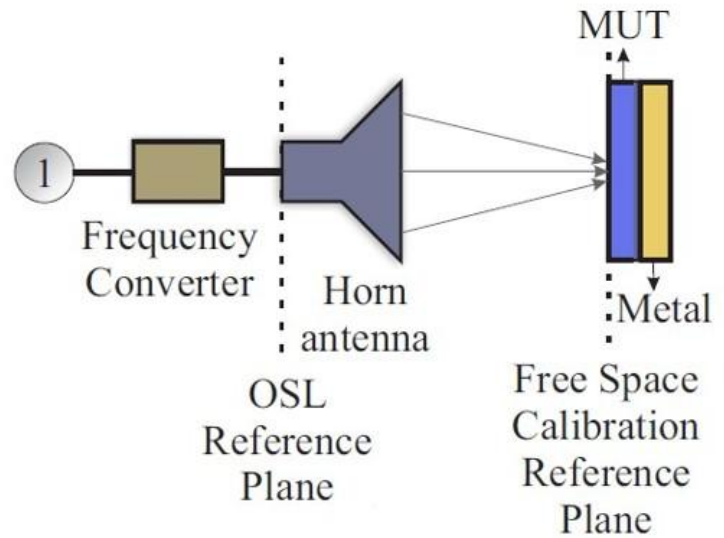 MUT
1
Frequency
Converter
Horn
antenna
Metal
OSL
Reference
Plane
Free Space
Calibration
Reference
Plane